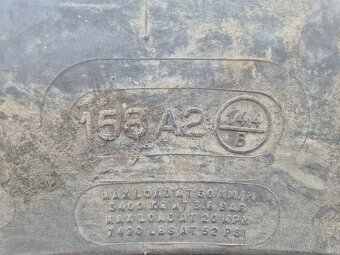 158 A2 144
B
MAX LOAD AT 30 KM/H
3400 KG AT 3.6 BAR
MAX LOAD AT 20 MPH
7490 LBS AT 52 PSI